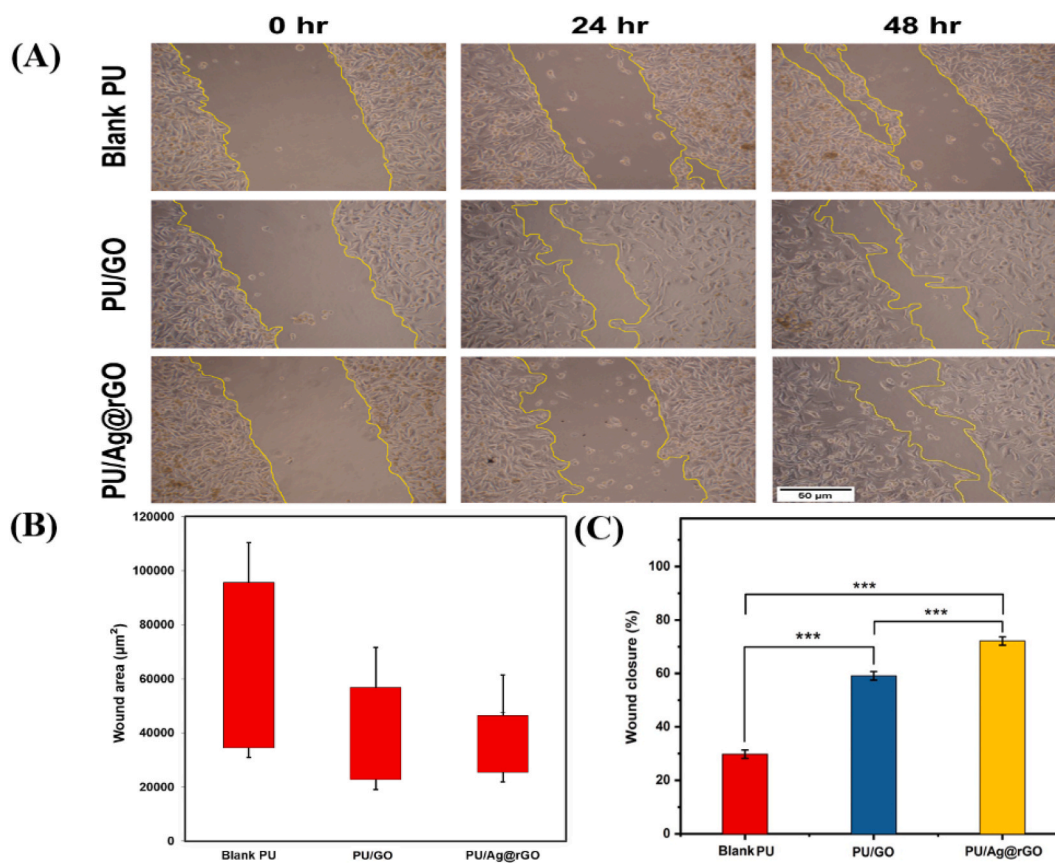 0 hr 24 hr 48 hr
(A)
Blank PU
PU/GO
PU/Ag@rGO
50 µm
(B)
120000
100000
80000
60000
40000
20000
0
Wound area (µm²)
Blank PU PU/GO PU/Ag@rGO
(C)
100
80
60
40
20
0
Wound closure (%)
***
***
***
Blank PU PU/GO PU/Ag@rGO